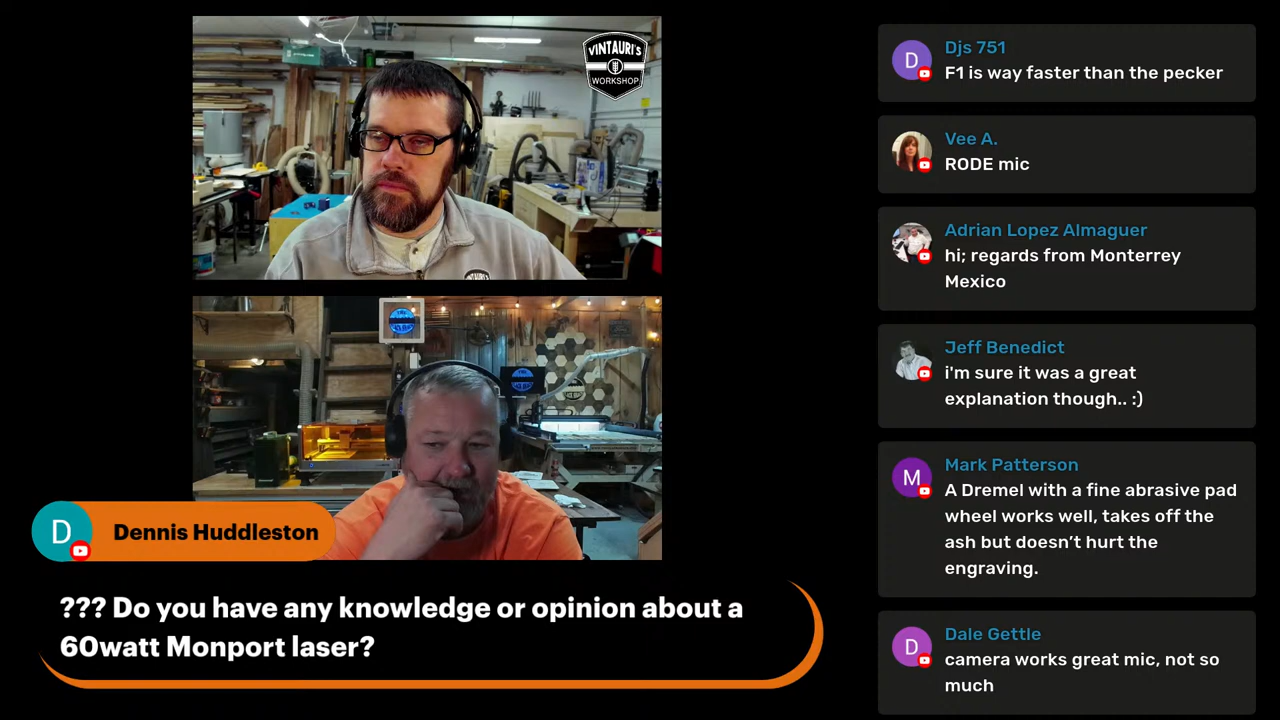 VINTAURI'S
WORKSHOP
D
Dennis Huddleston
??? Do you have any knowledge or opinion about a
60watt Monport laser?
D
Djs 751
F1 is way faster than the pecker
Vee A.
RODE mic
Adrian Lopez Almaguer
hi; regards from Monterrey
Mexico
Jeff Benedict
i'm sure it was a great
explanation though.. :)
M
Mark Patterson
A Dremel with a fine abrasive pad
wheel works well, takes off the
ash but doesn’t hurt the
engraving.
D
Dale Gettle
camera works great mic, not so
much